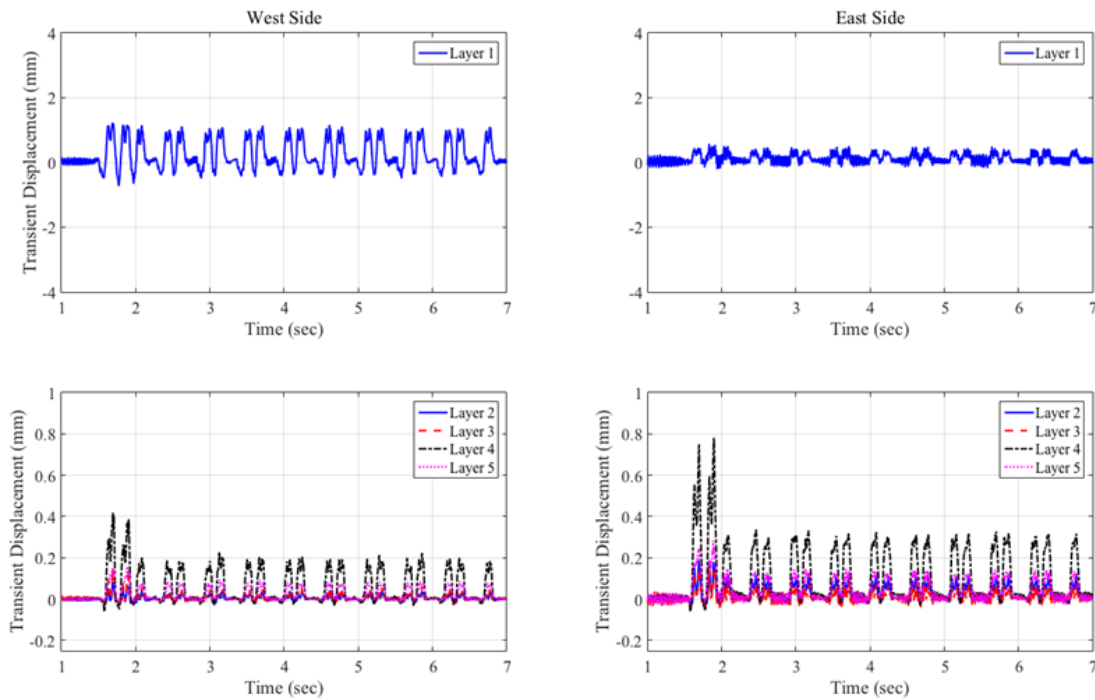 West Side
Transient Displacement (mm)
4
2
0
-2
-4
Layer 1
1 2 3 4 5 6 7
Time (sec)
East Side
Transient Displacement (mm)
4
2
0
-2
-4
Layer 1
1 2 3 4 5 6 7
Time (sec)
Transient Displacement (mm)
1
0.8
0.6
0.4
0.2
0
-0.2
Layer 2
Layer 3
Layer 4
Layer 5
1 2 3 4 5 6 7
Time (sec)
Transient Displacement (mm)
1
0.8
0.6
0.4
0.2
0
-0.2
Layer 2
Layer 3
Layer 4
Layer 5
1 2 3 4 5 6 7
Time (sec)